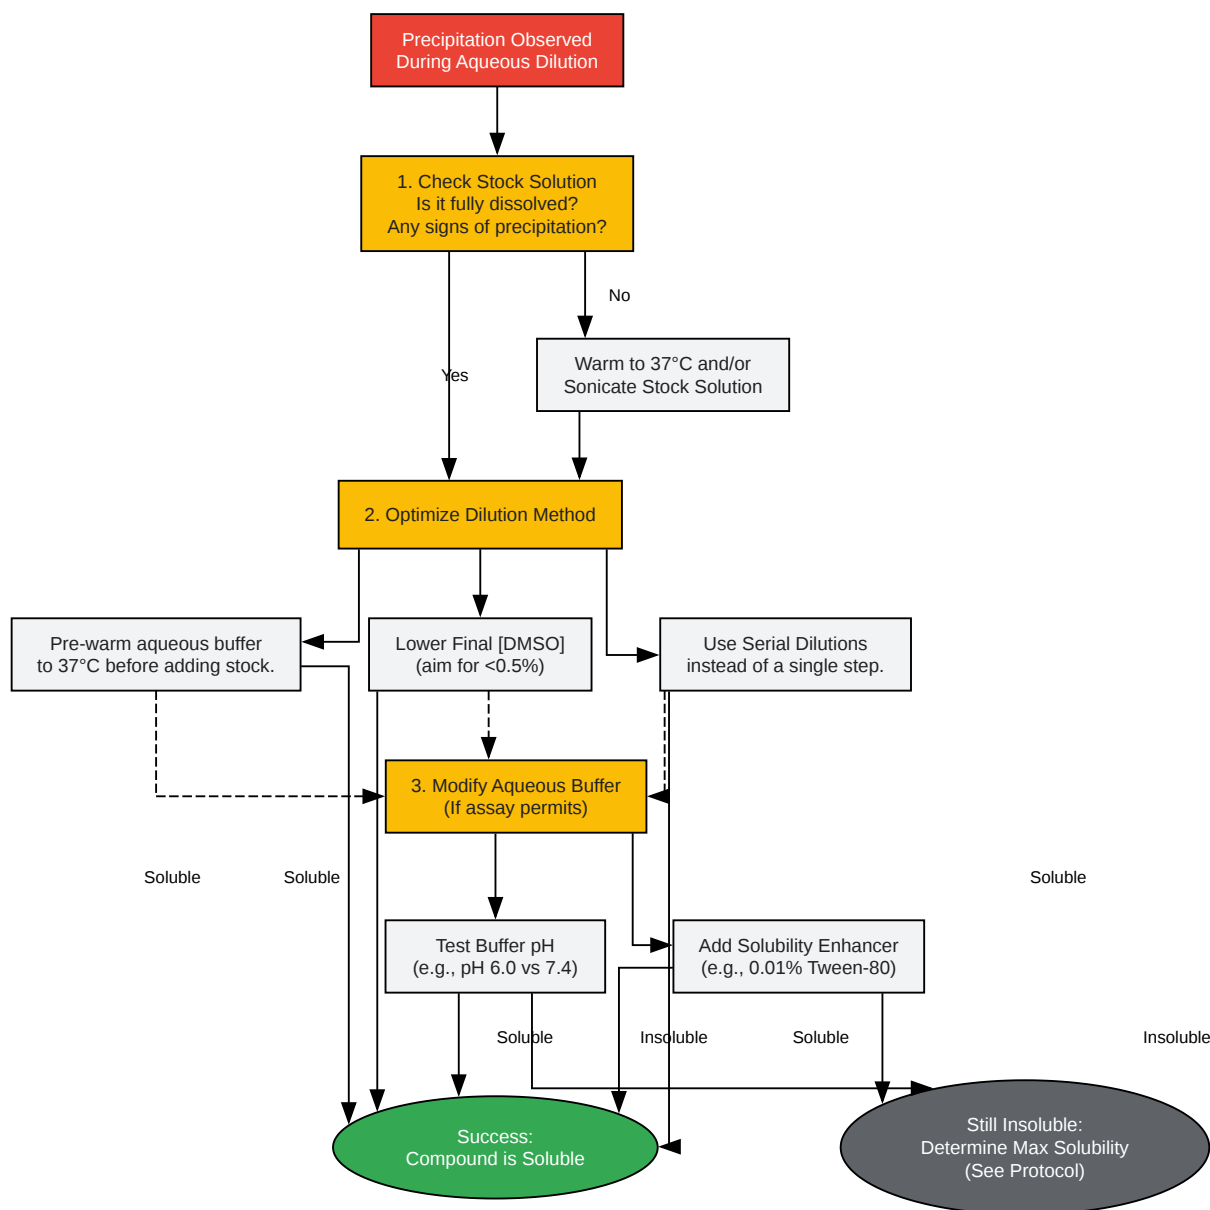 Precipitation Observed
During Aqueous Dilution
1. Check Stock Solution
Is it fully dissolved?
Any signs of precipitation?
No
Warm to 37°C and/or
Sonicate Stock Solution
Yes
2. Optimize Dilution Method
Pre-warm aqueous buffer
to 37°C before adding stock.
Lower Final [DMSO]
(aim for <0.5%)
Use Serial Dilutions
instead of a single step.
3. Modify Aqueous Buffer
(If assay permits)
Soluble
Soluble
Soluble
Test Buffer pH
(e.g., pH 6.0 vs 7.4)
Add Solubility Enhancer
(e.g., 0.01% Tween-80)
Soluble
Insoluble
Soluble
Insoluble
Success:
Compound is Soluble
Still Insoluble:
Determine Max Solubility
(See Protocol)